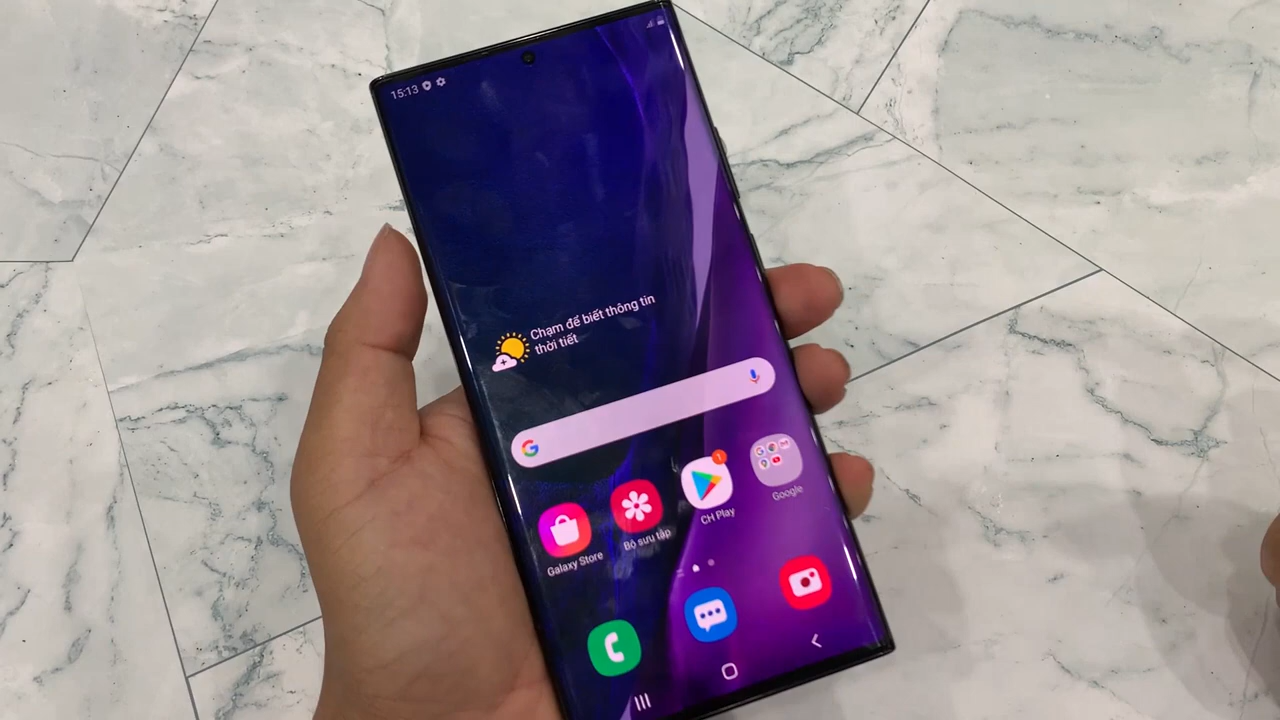 15:13
Chạm để biết thông tin
thời tiết
1
Galaxy Store
Bộ sưu tập
CH Play
Google